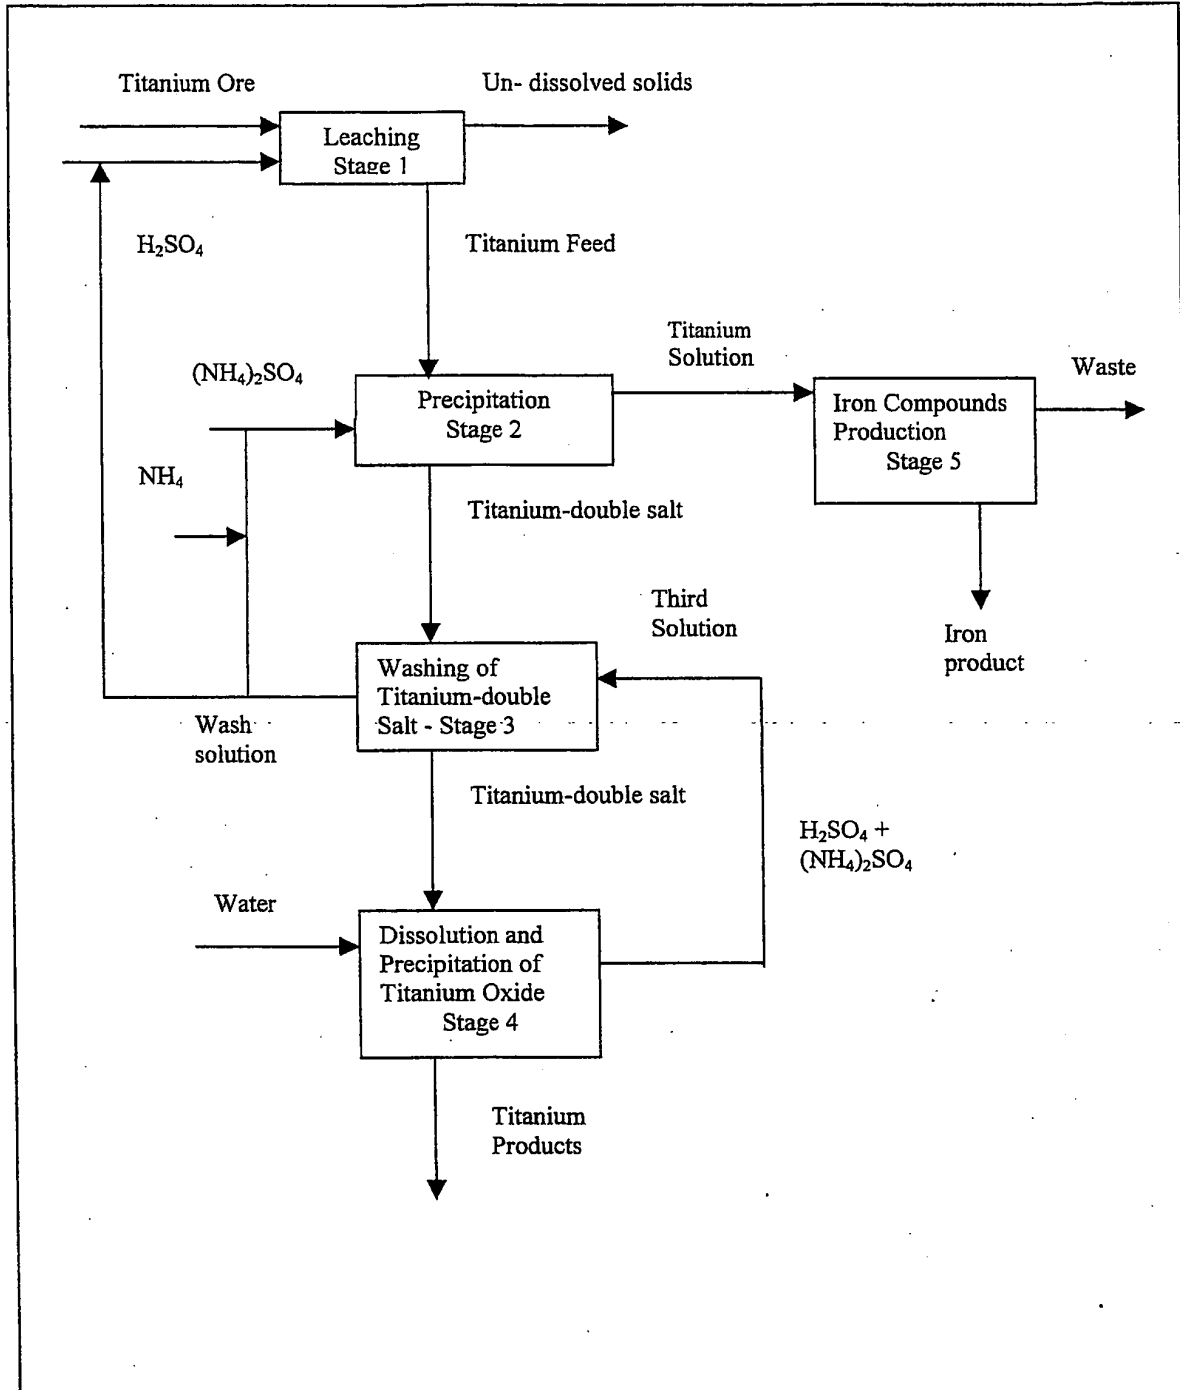 Titanium Ore
Un- dissolved solids
Leaching
Stage 1
H₂SO₄
Titanium Feed
Titanium
Solution
(NH₄)₂SO₄
Waste
Precipitation
Stage 2
Iron Compounds
Production
Stage 5
NH₄
Titanium-double salt
Third
Solution
Iron
product
Washing of
Titanium-double
Salt - Stage 3
Wash
solution
Titanium-double salt
H₂SO₄ +
(NH₄)₂SO₄
Water
Dissolution and
Precipitation of
Titanium Oxide
Stage 4
Titanium
Products